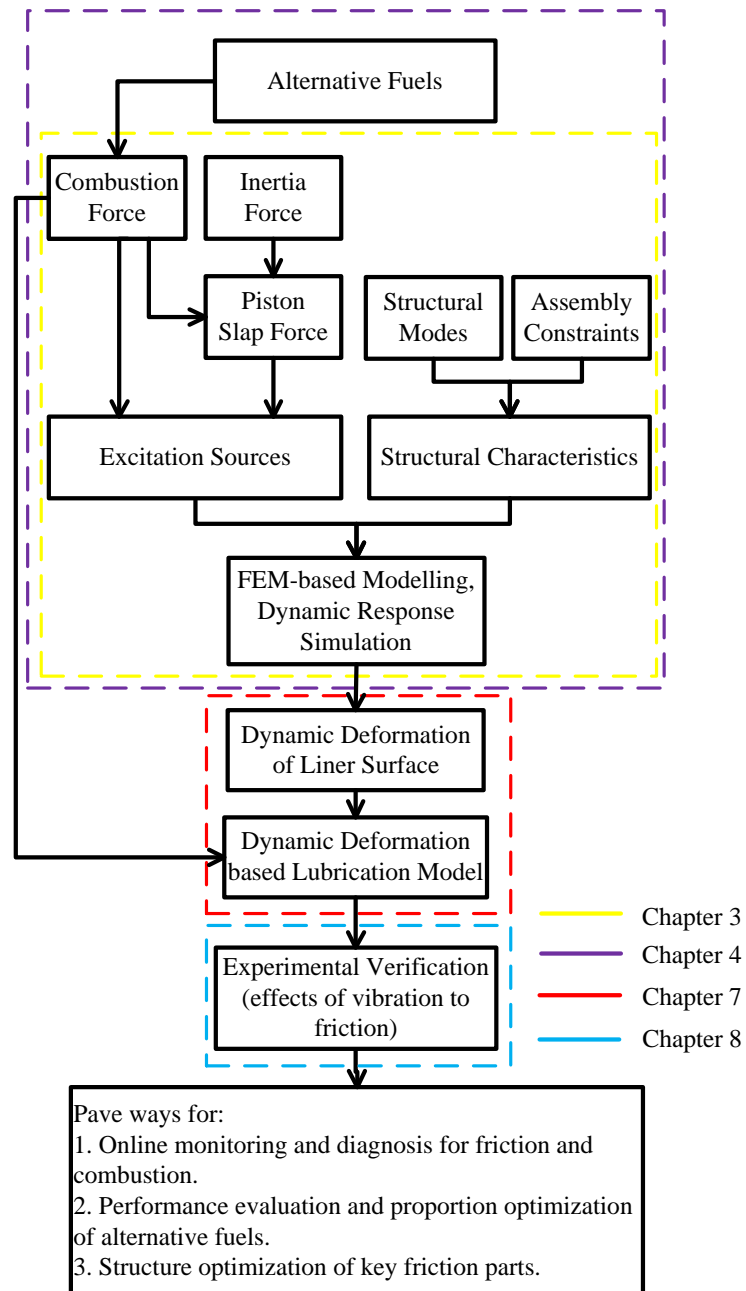 Alternative Fuels
Combustion
Force
Inertia
Force
Piston
Slap Force
Structural
Modes
Assembly
Constraints
Excitation Sources
Structural Characteristics
FEM-based Modelling,
Dynamic Response
Simulation
Dynamic Deformation
of Liner Surface
Dynamic Deformation
based Lubrication Model
Experimental Verification
(effects of vibration to
friction)
Chapter 3
Chapter 4
Chapter 7
Chapter 8
Pave ways for:
1. Online monitoring and diagnosis for friction and
combustion.
2. Performance evaluation and proportion optimization
of alternative fuels.
3. Structure optimization of key friction parts.